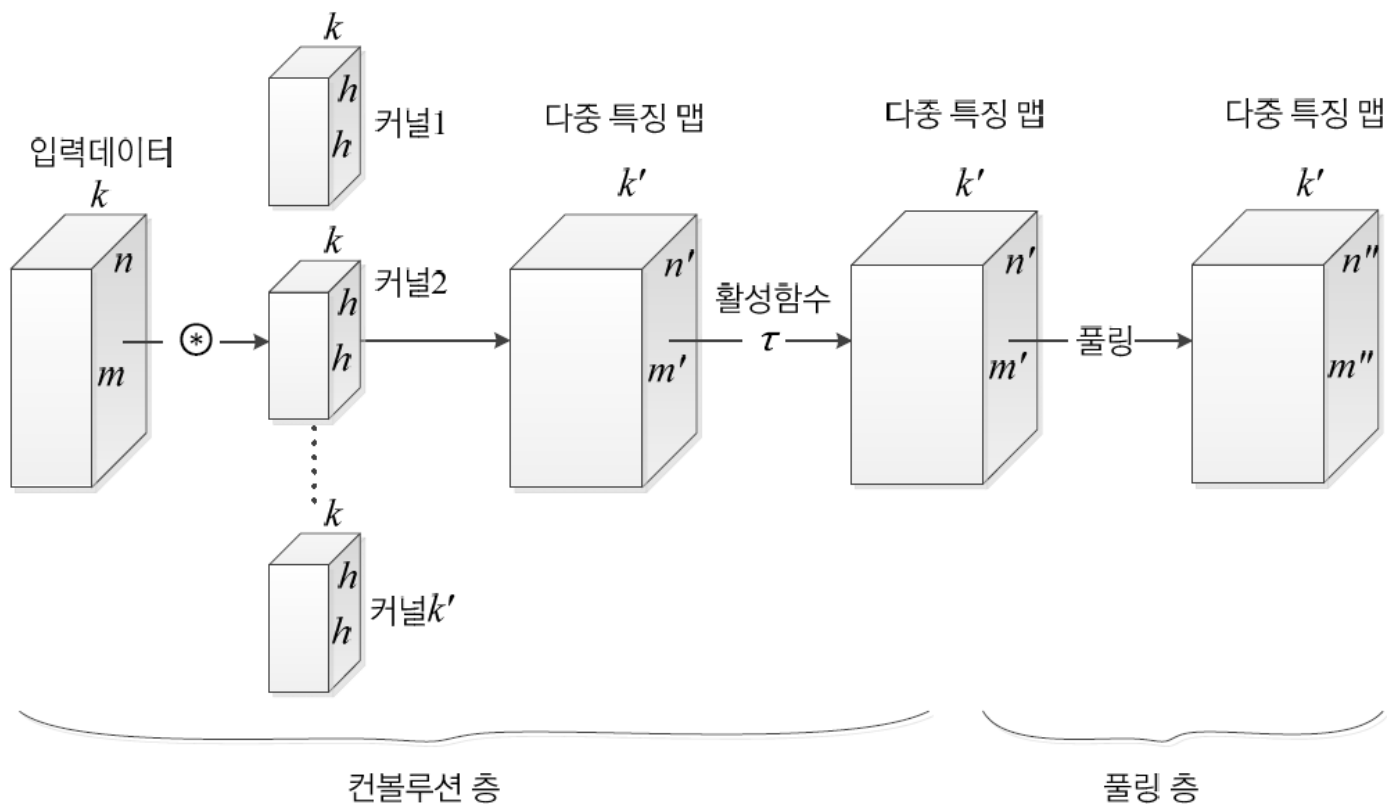 입력데이터
k
n
m
⊛
k
h
h
커널1
k
h
h
커널2
k
h
h
커널k′
다중 특징 맵
k′
n′
m′
활성함수
τ
다중 특징 맵
k′
n′
m′
풀링
다중 특징 맵
k′
n″
m″
컨볼루션 층
풀링 층